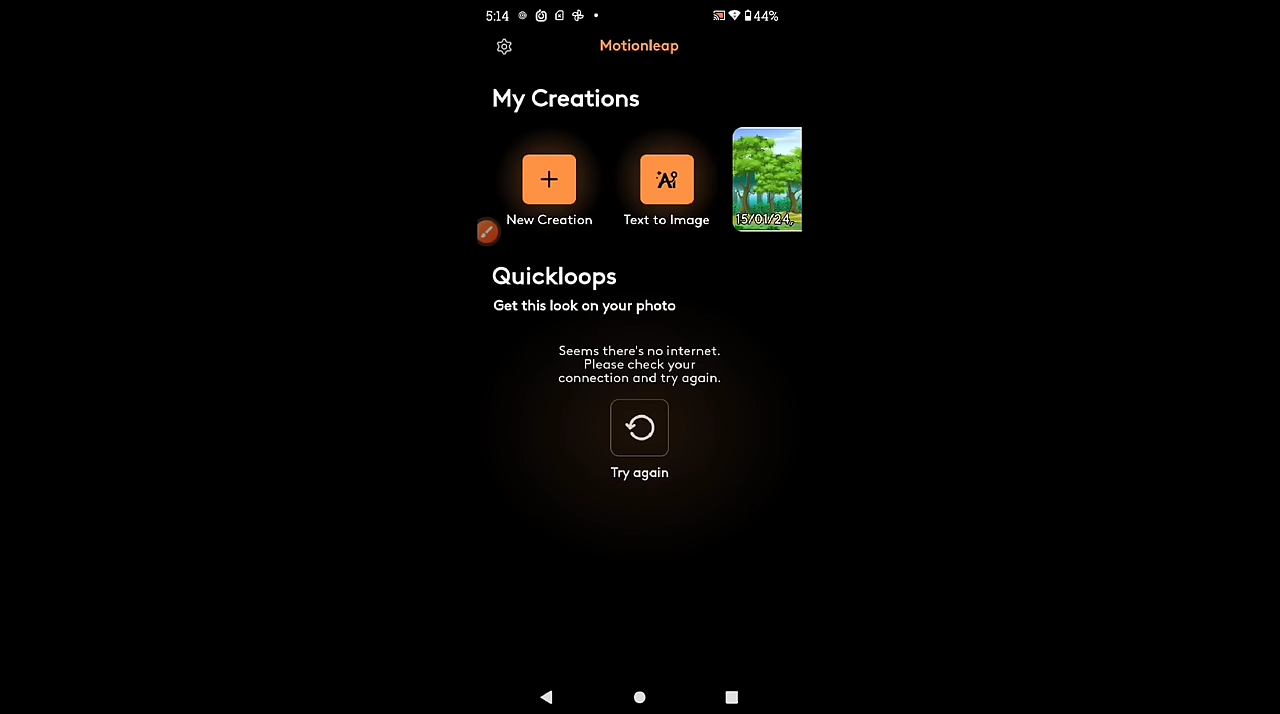 5:14
44%
Motionleap
My Creations
New Creation
Text to Image
15/01/24,
Quickloops
Get this look on your photo
Seems there's no internet.
Please check your
connection and try again.
Try again